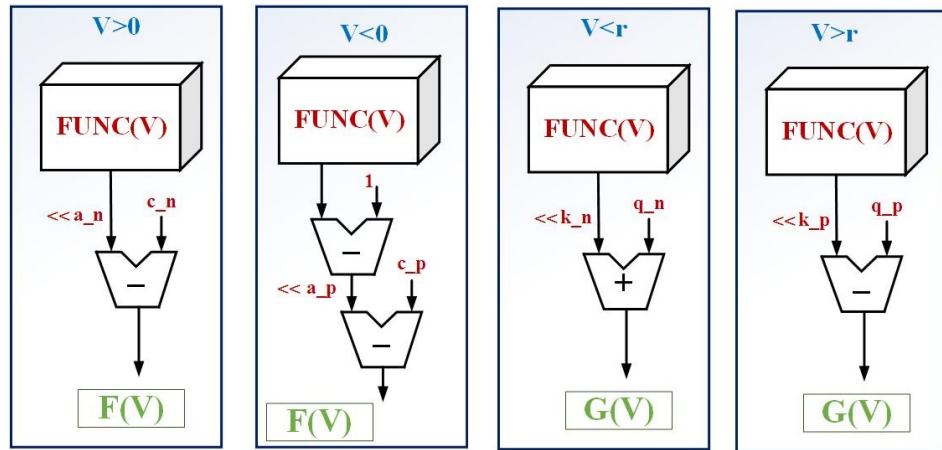 V>0
FUNC(V)
<< a_n
c_n
−
F(V)
V<0
FUNC(V)
1
−
<< a_p
c_p
−
F(V)
V<r
FUNC(V)
<< k_n
q_n
+
G(V)
V>r
FUNC(V)
<< k_p
q_p
−
G(V)